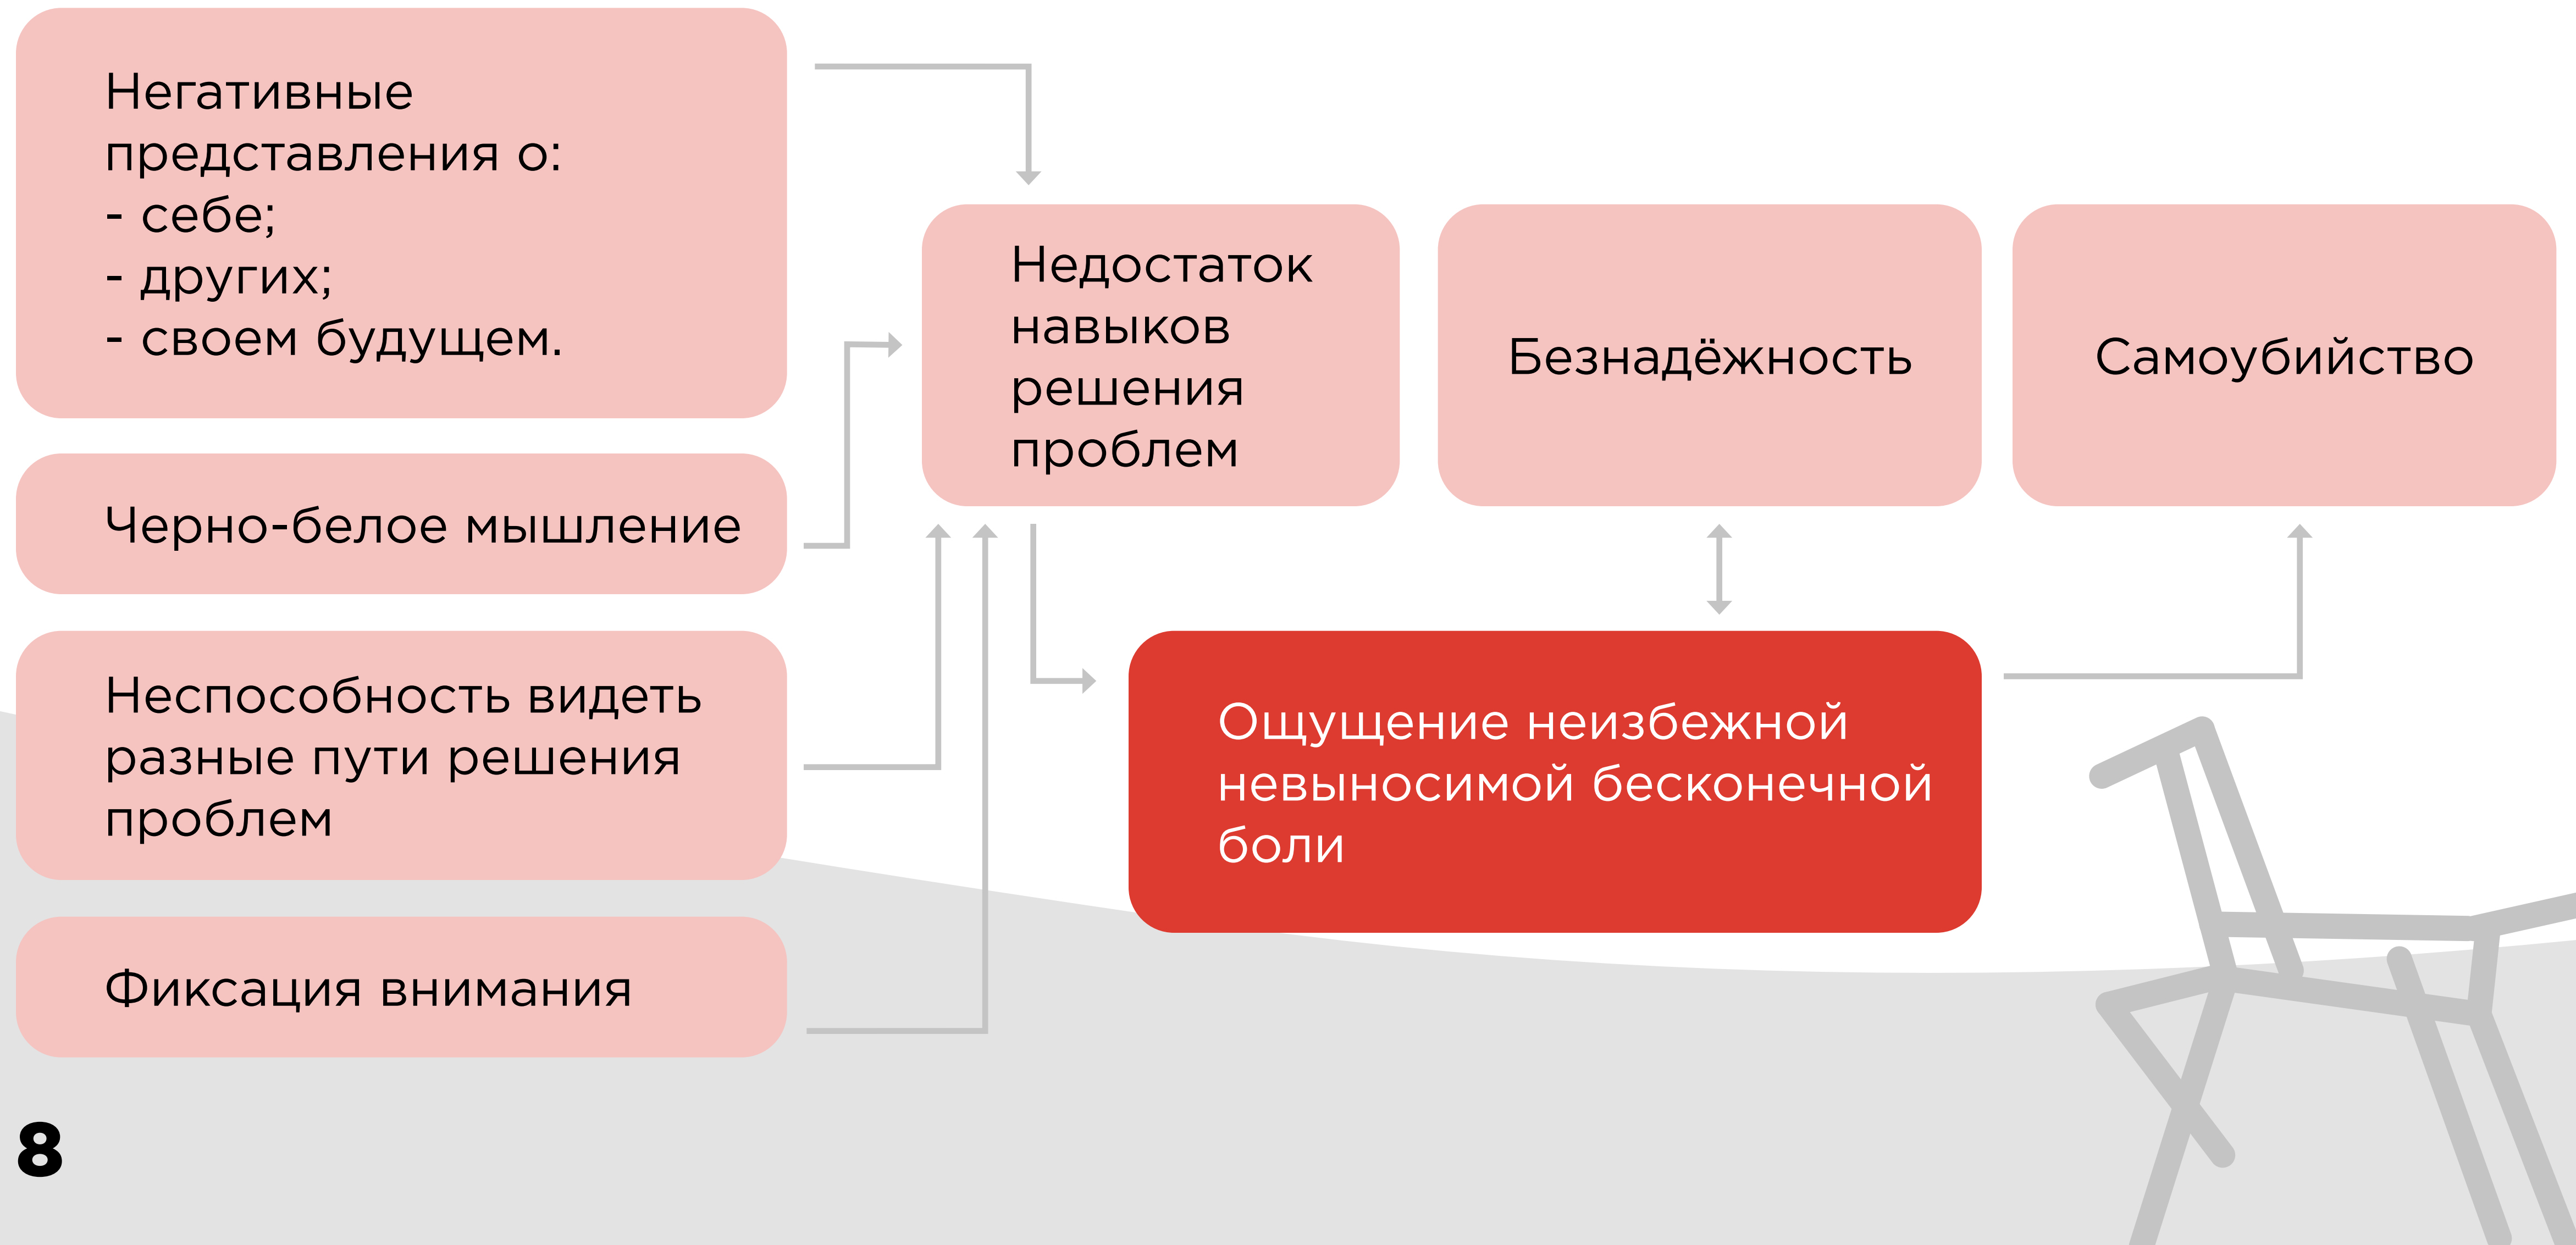 Негативные
представления о:
- себе;
- других;
- своем будущем.
Черно-белое мышление
Неспособность видеть
разные пути решения
проблем
Фиксация внимания
Недостаток
навыков
решения
проблем
Безнадёжность
Самоубийство
Ощущение неизбежной
невыносимой бесконечной
боли
8